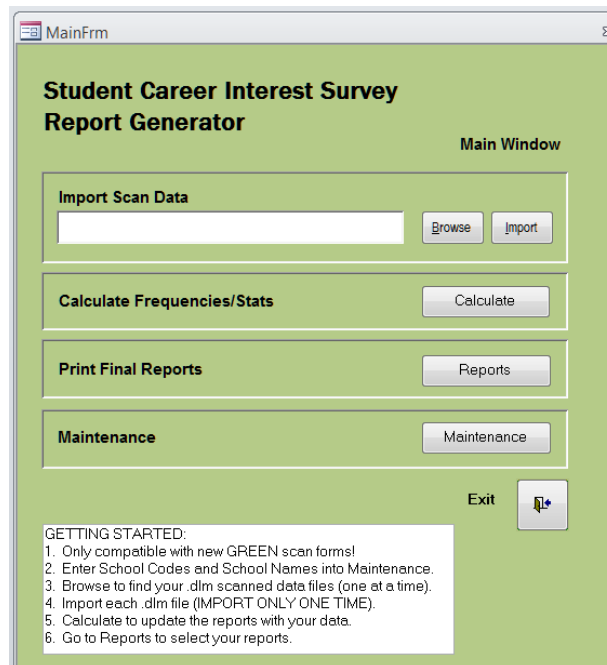 MainFrm
Student Career Interest Survey
Report Generator
Main Window
Import Scan Data
Browse Import
Calculate Frequencies/Stats Calculate
Print Final Reports Reports
Maintenance Maintenance
Exit
GETTING STARTED:
1. Only compatible with new GREEN scan forms!
2. Enter School Codes and School Names into Maintenance.
3. Browse to find your .dlm scanned data files (one at a time).
4. Import each .dlm file (IMPORT ONLY ONE TIME).
5. Calculate to update the reports with your data.
6. Go to Reports to select your reports.